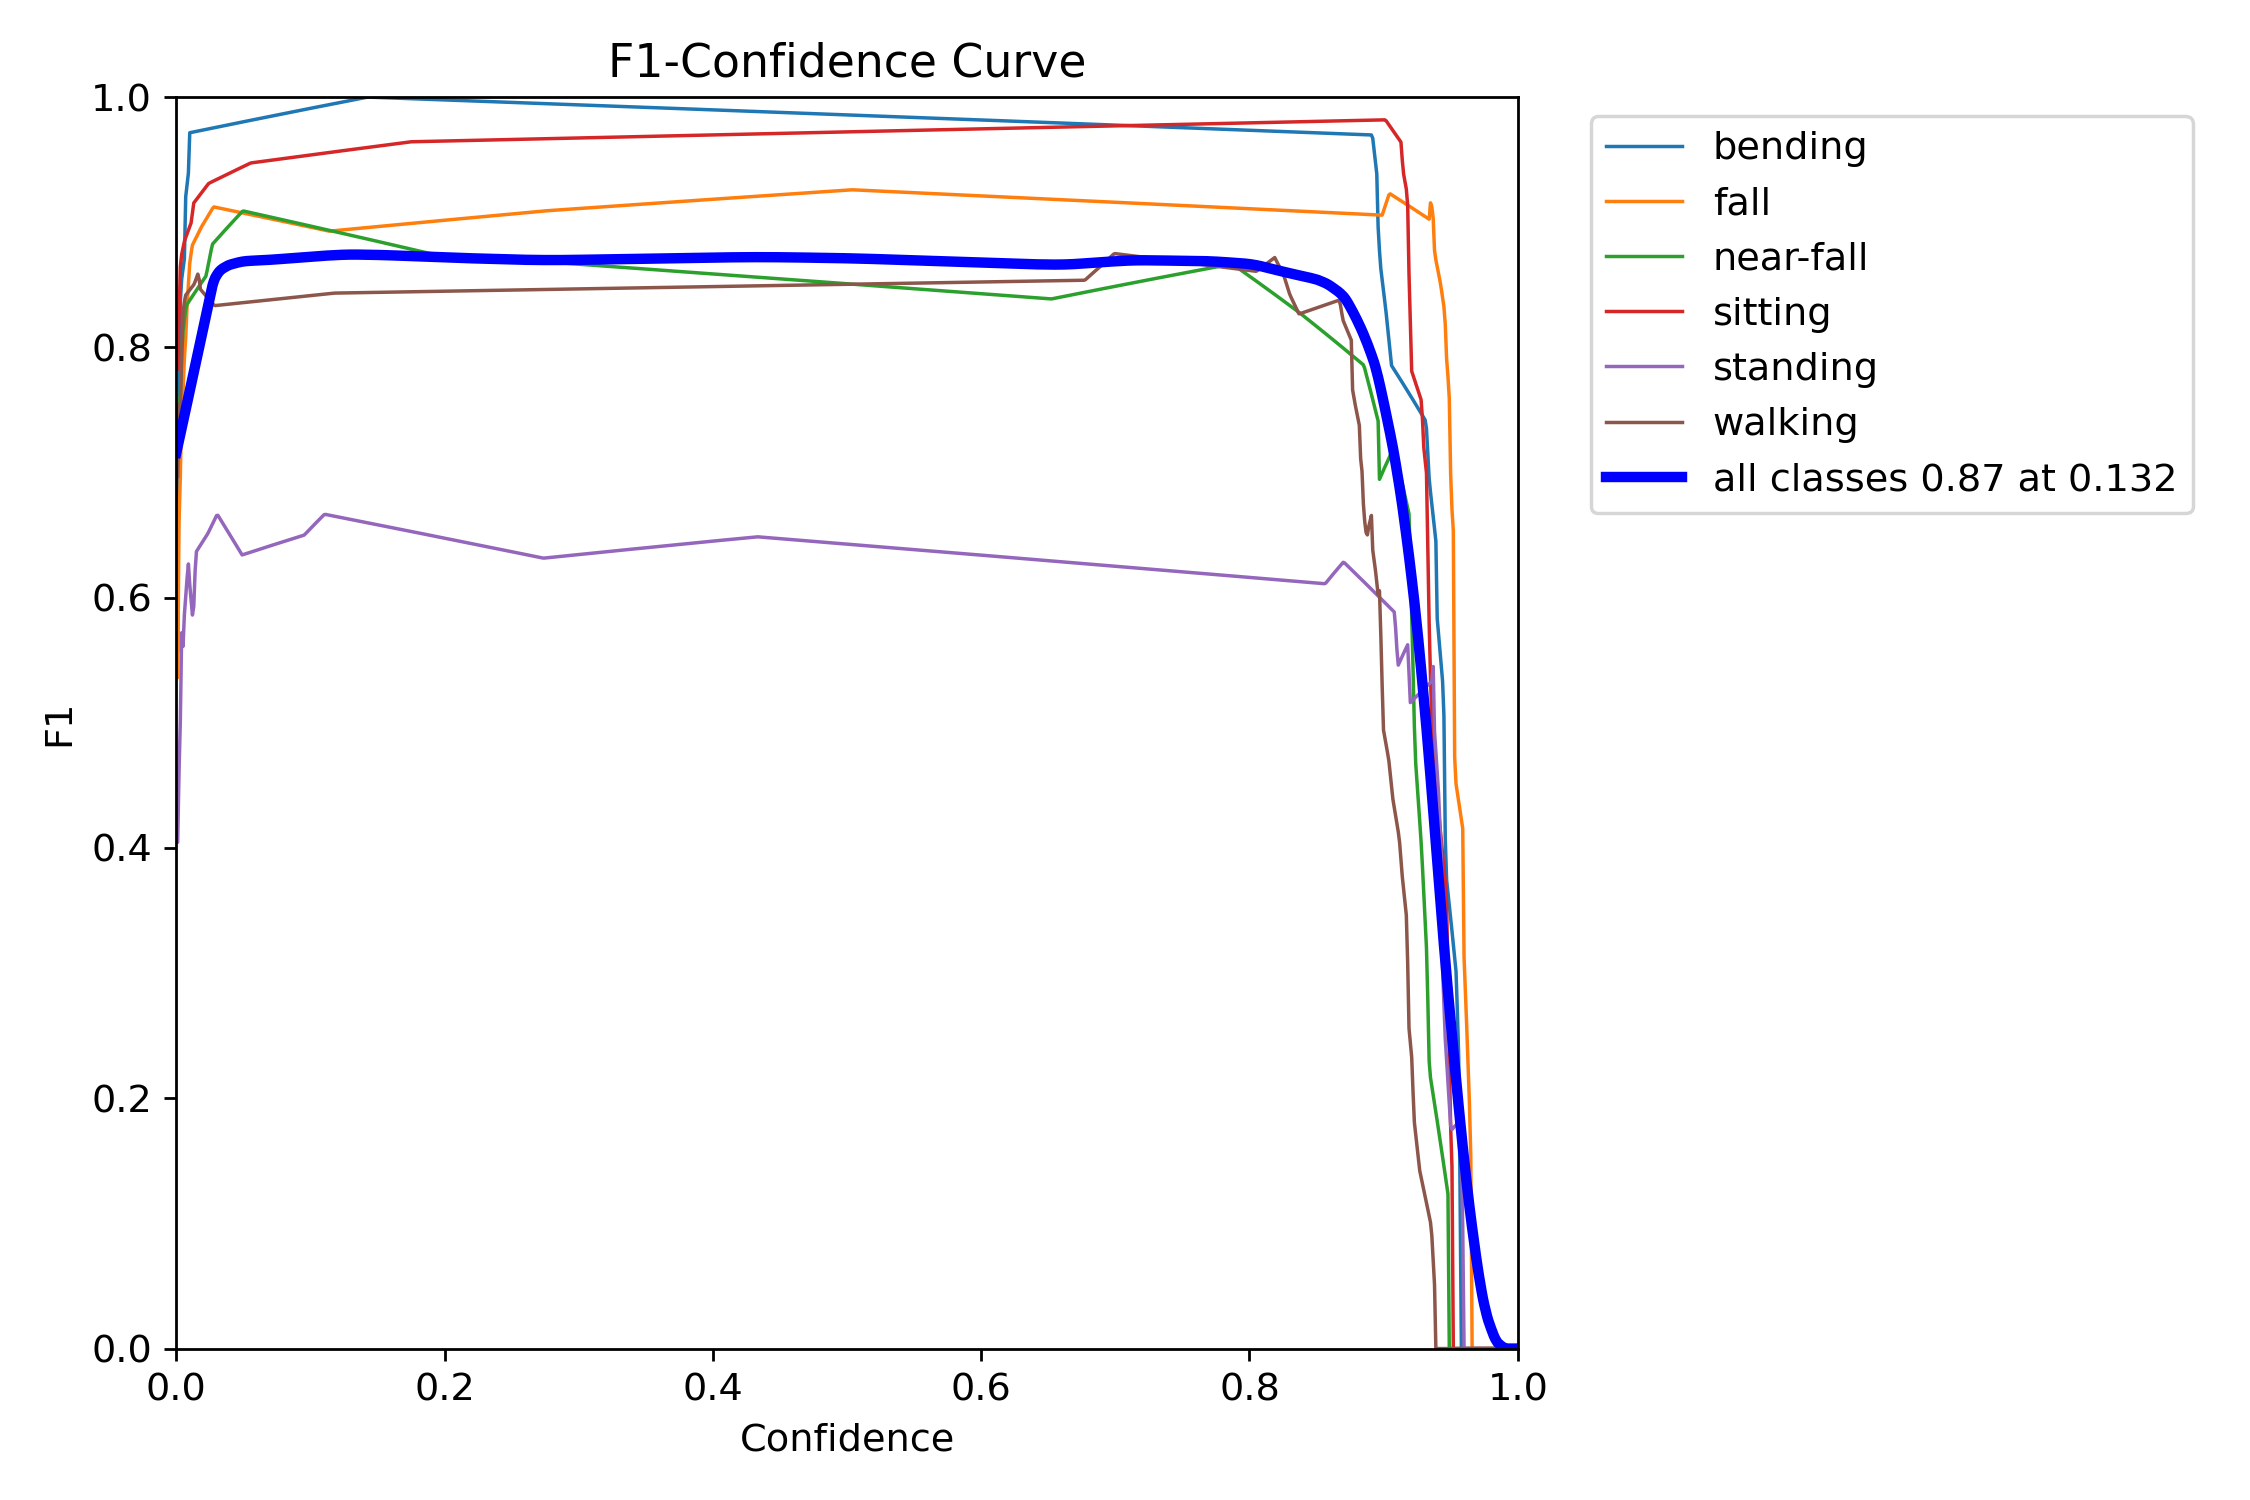 F1-Confidence Curve
1.0
0.8
0.6
0.4
0.2
0.0
F1
0.0 0.2 0.4 0.6 0.8 1.0
Confidence
bending
fall
near-fall
sitting
standing
walking
all classes 0.87 at 0.132